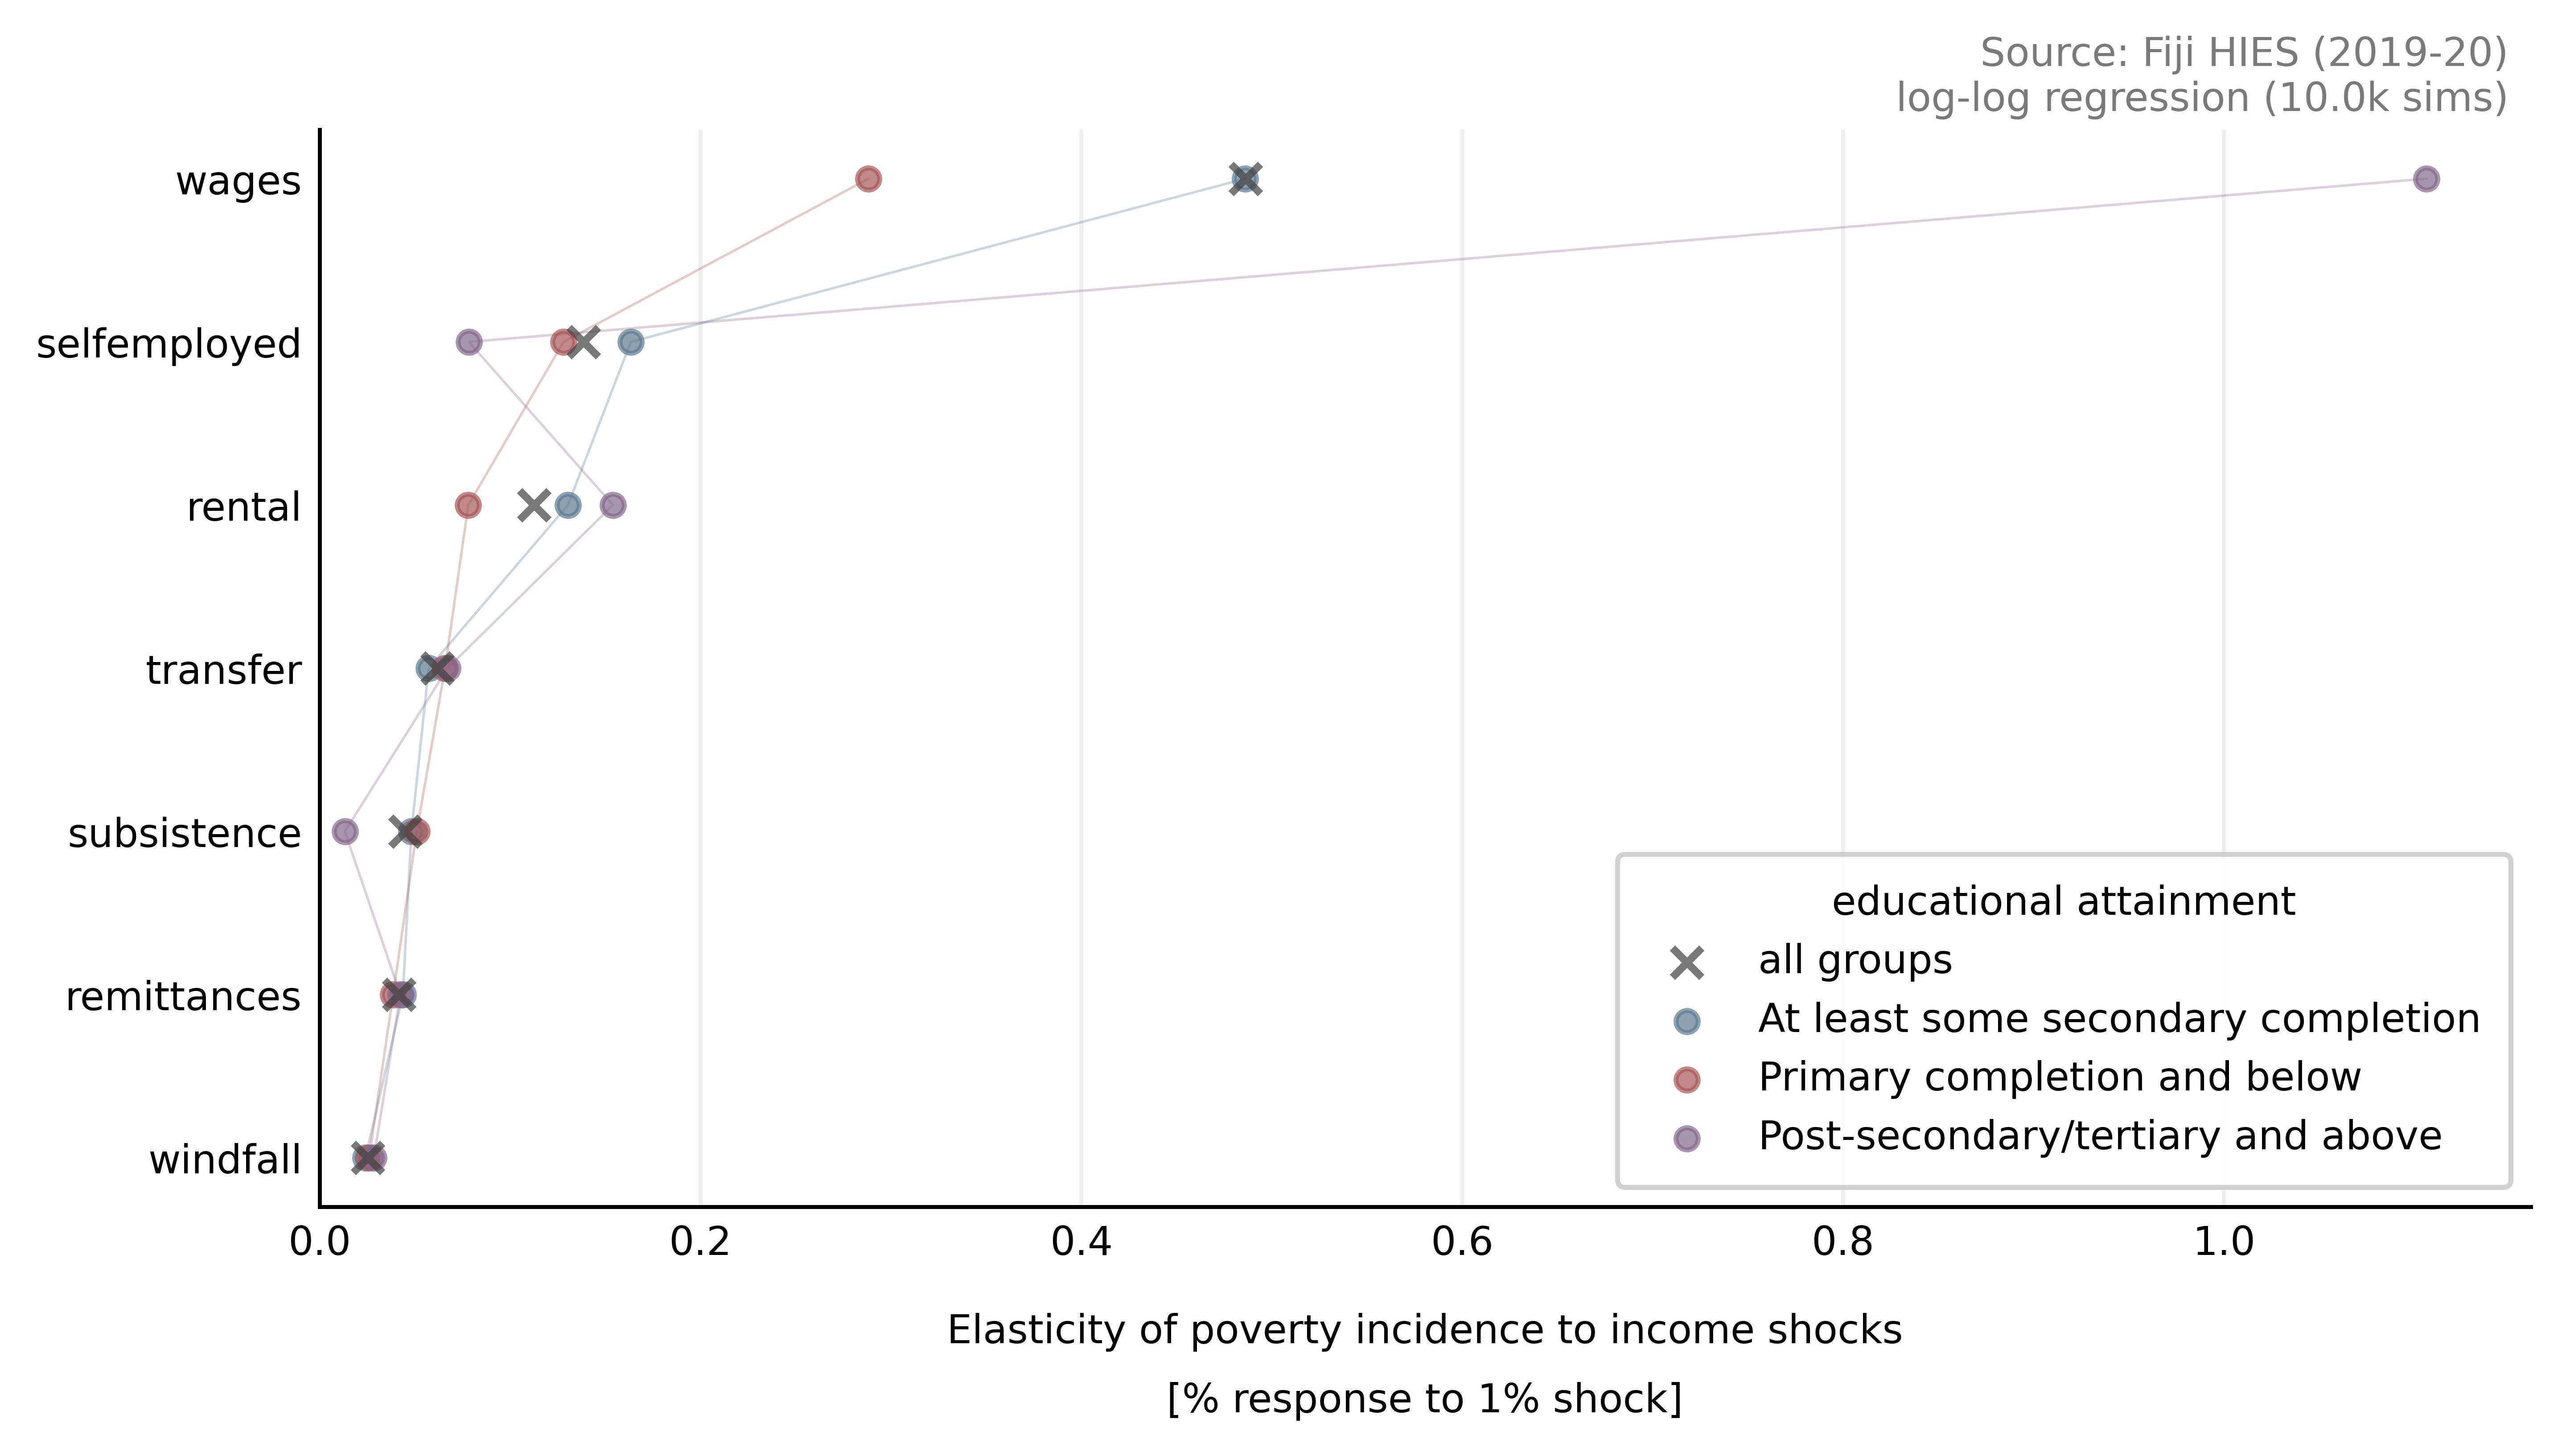 Source: Fiji HIES (2019-20)
log-log regression (10.0k sims)
wages
selfemployed
rental
transfer
subsistence
remittances
windfall
educational attainment
all groups
At least some secondary completion
Primary completion and below
Post-secondary/tertiary and above
0.0 0.2 0.4 0.6 0.8 1.0
Elasticity of poverty incidence to income shocks
[% response to 1% shock]